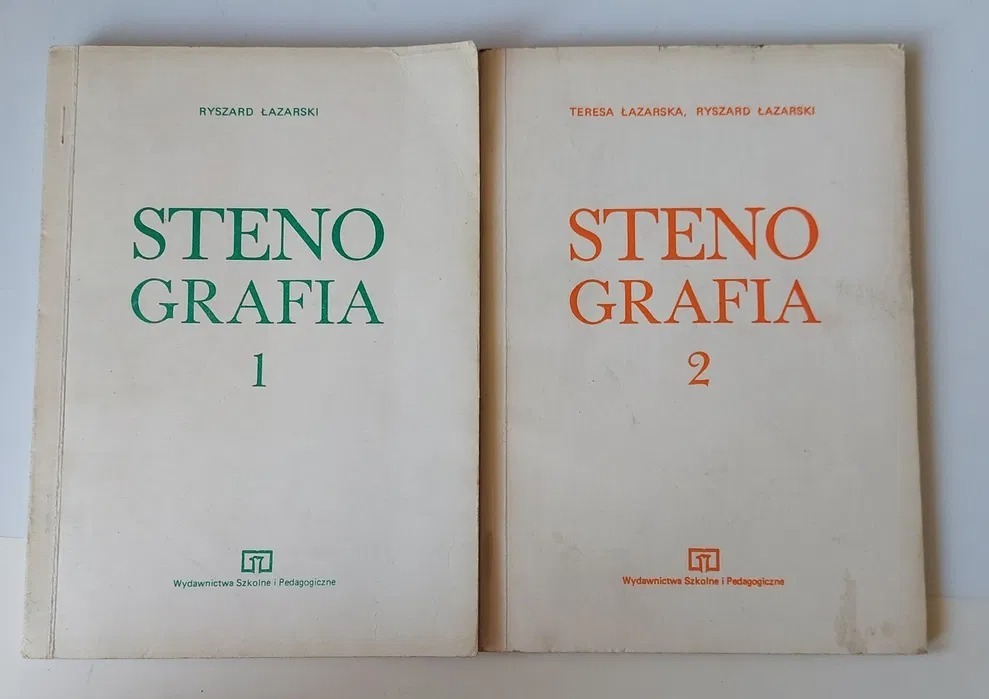 RYSZARD ŁAZARSKI
STENO
GRAFIA
1
Wydawnictwa Szkolne i Pedagogiczne
TERESA ŁAZARSKA, RYSZARD ŁAZARSKI
STENO
GRAFIA
2
Wydawnictwa Szkolne i Pedagogiczne